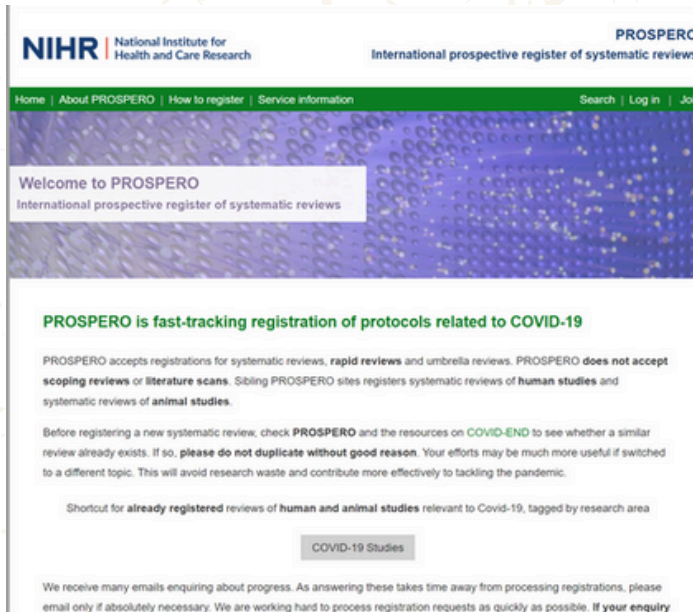 NIHR | National Institute for
Health and Care Research
PROSPERO
International prospective register of systematic reviews
Home | About PROSPERO | How to register | Service information
Search | Log in | Joi
Welcome to PROSPERO
International prospective register of systematic reviews
PROSPERO is fast-tracking registration of protocols related to COVID-19
PROSPERO accepts registrations for systematic reviews, rapid reviews and umbrella reviews. PROSPERO does not accept
scoping reviews or literature scans. Sibling PROSPERO sites registers systematic reviews of human studies and
systematic reviews of animal studies.
Before registering a new systematic review, check PROSPERO and the resources on COVID-END to see whether a similar
review already exists. If so, please do not duplicate without good reason. Your efforts may be much more useful if switched
to a different topic. This will avoid research waste and contribute more effectively to tackling the pandemic.
Shortcut for already registered reviews of human and animal studies relevant to Covid-19, tagged by research area
COVID-19 Studies
We receive many emails enquiring about progress. As answering these takes time away from processing registrations, please
email only if absolutely necessary. We are working hard to process registration requests as quickly as possible. If your enquiry